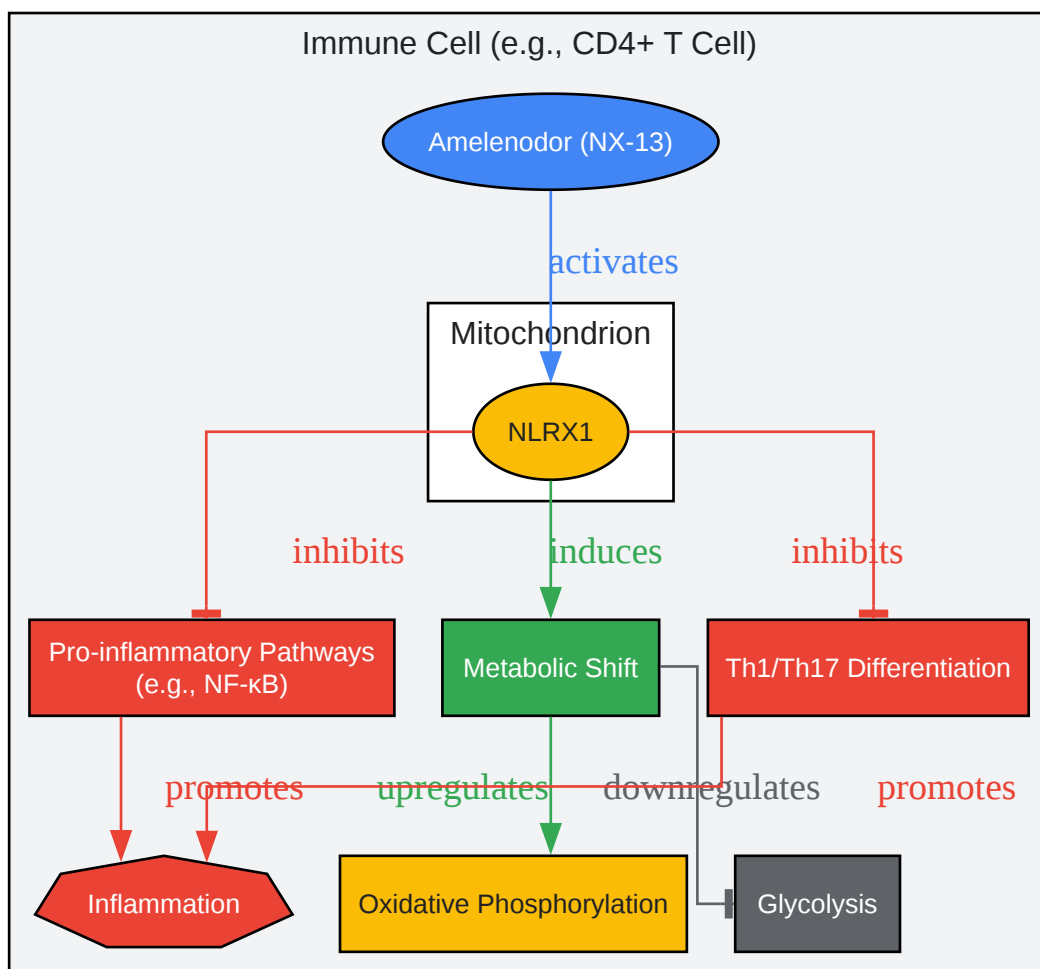 Immune Cell (e.g., CD4+ T Cell)
Amelenodor (NX-13)
activates
Mitochondrion
NLRX1
inhibits
induces
inhibits
Pro-inflammatory Pathways
(e.g., NF-κB)
Metabolic Shift
Th1/Th17 Differentiation
promotes
upregulates
downregulates
promotes
Inflammation
Oxidative Phosphorylation
Glycolysis